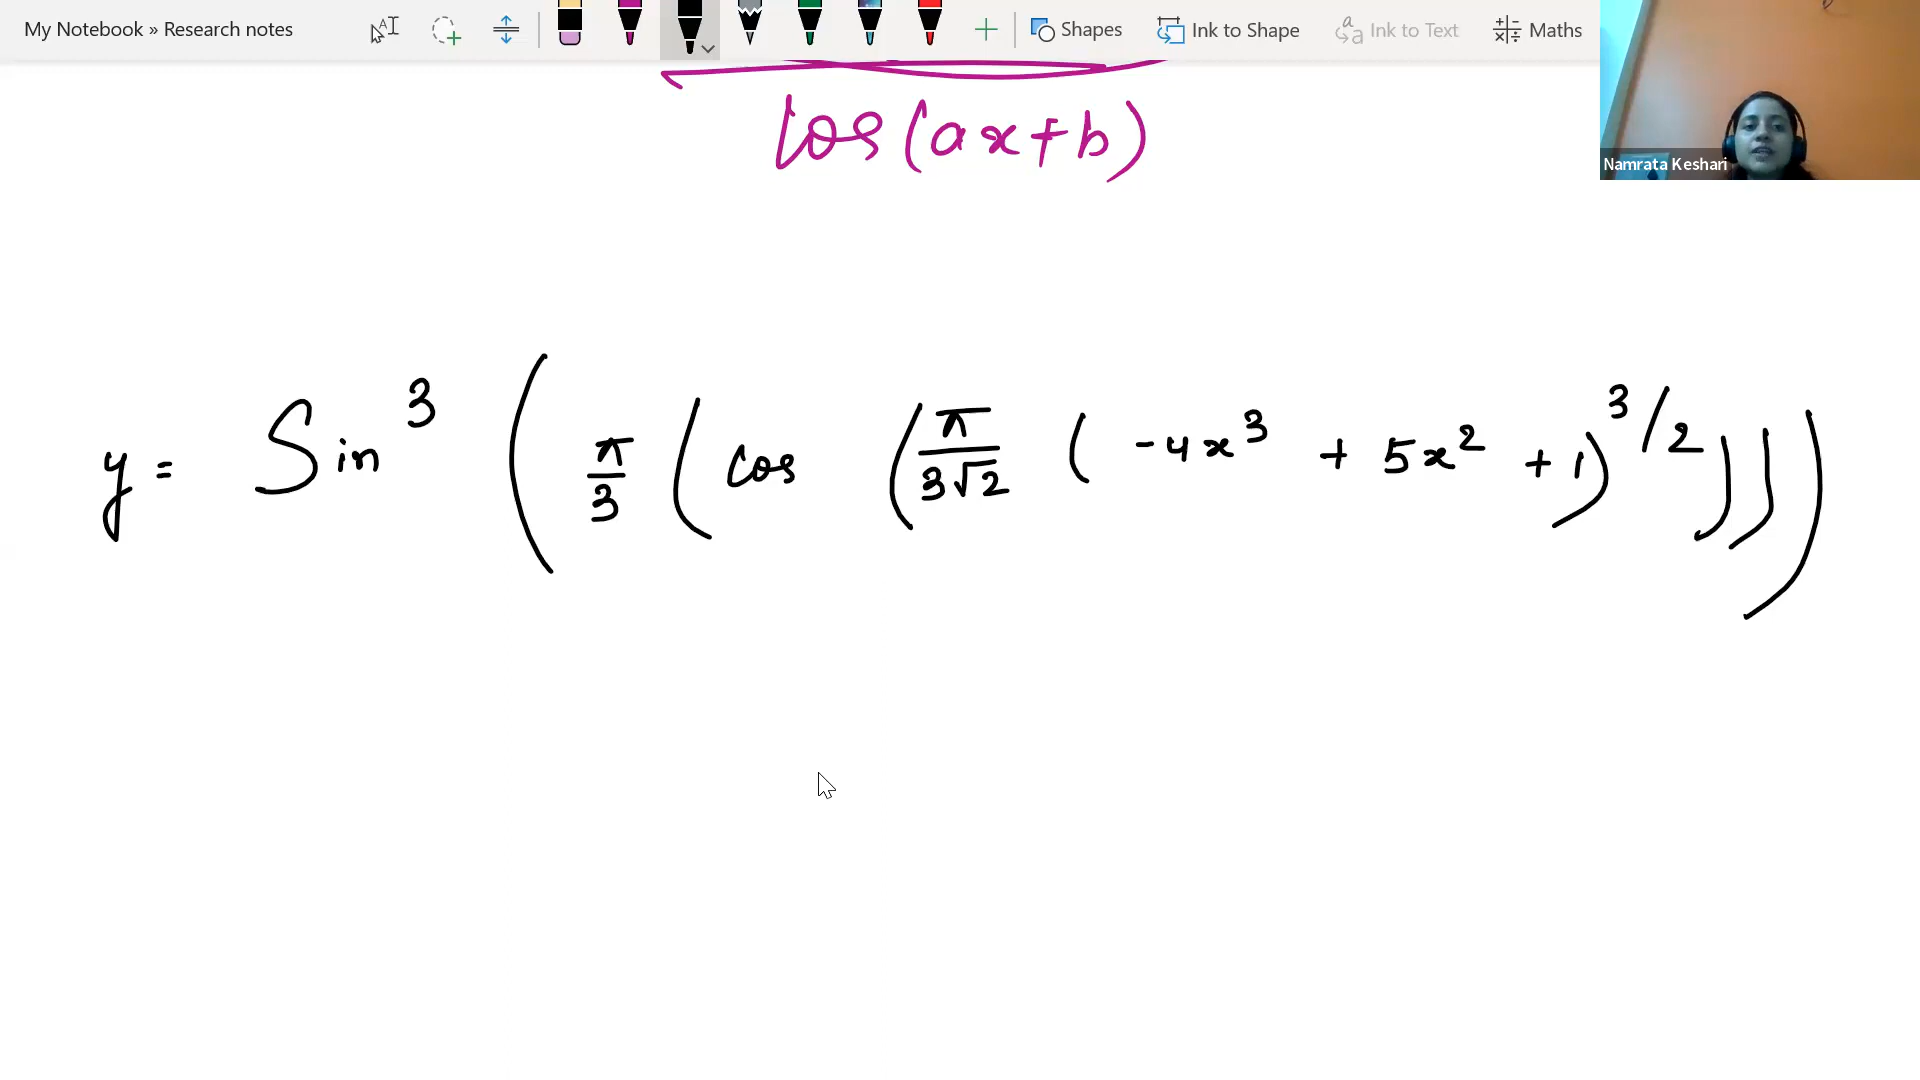 My Notebook » Research notes
Shapes
Ink to Shape
Ink to Text
Maths
Namrata Keshari
cos(ax+b)
y = Sin³ (π/3 (cos (π/3√2 (-4x³ + 5x² + 1)^3/2)))